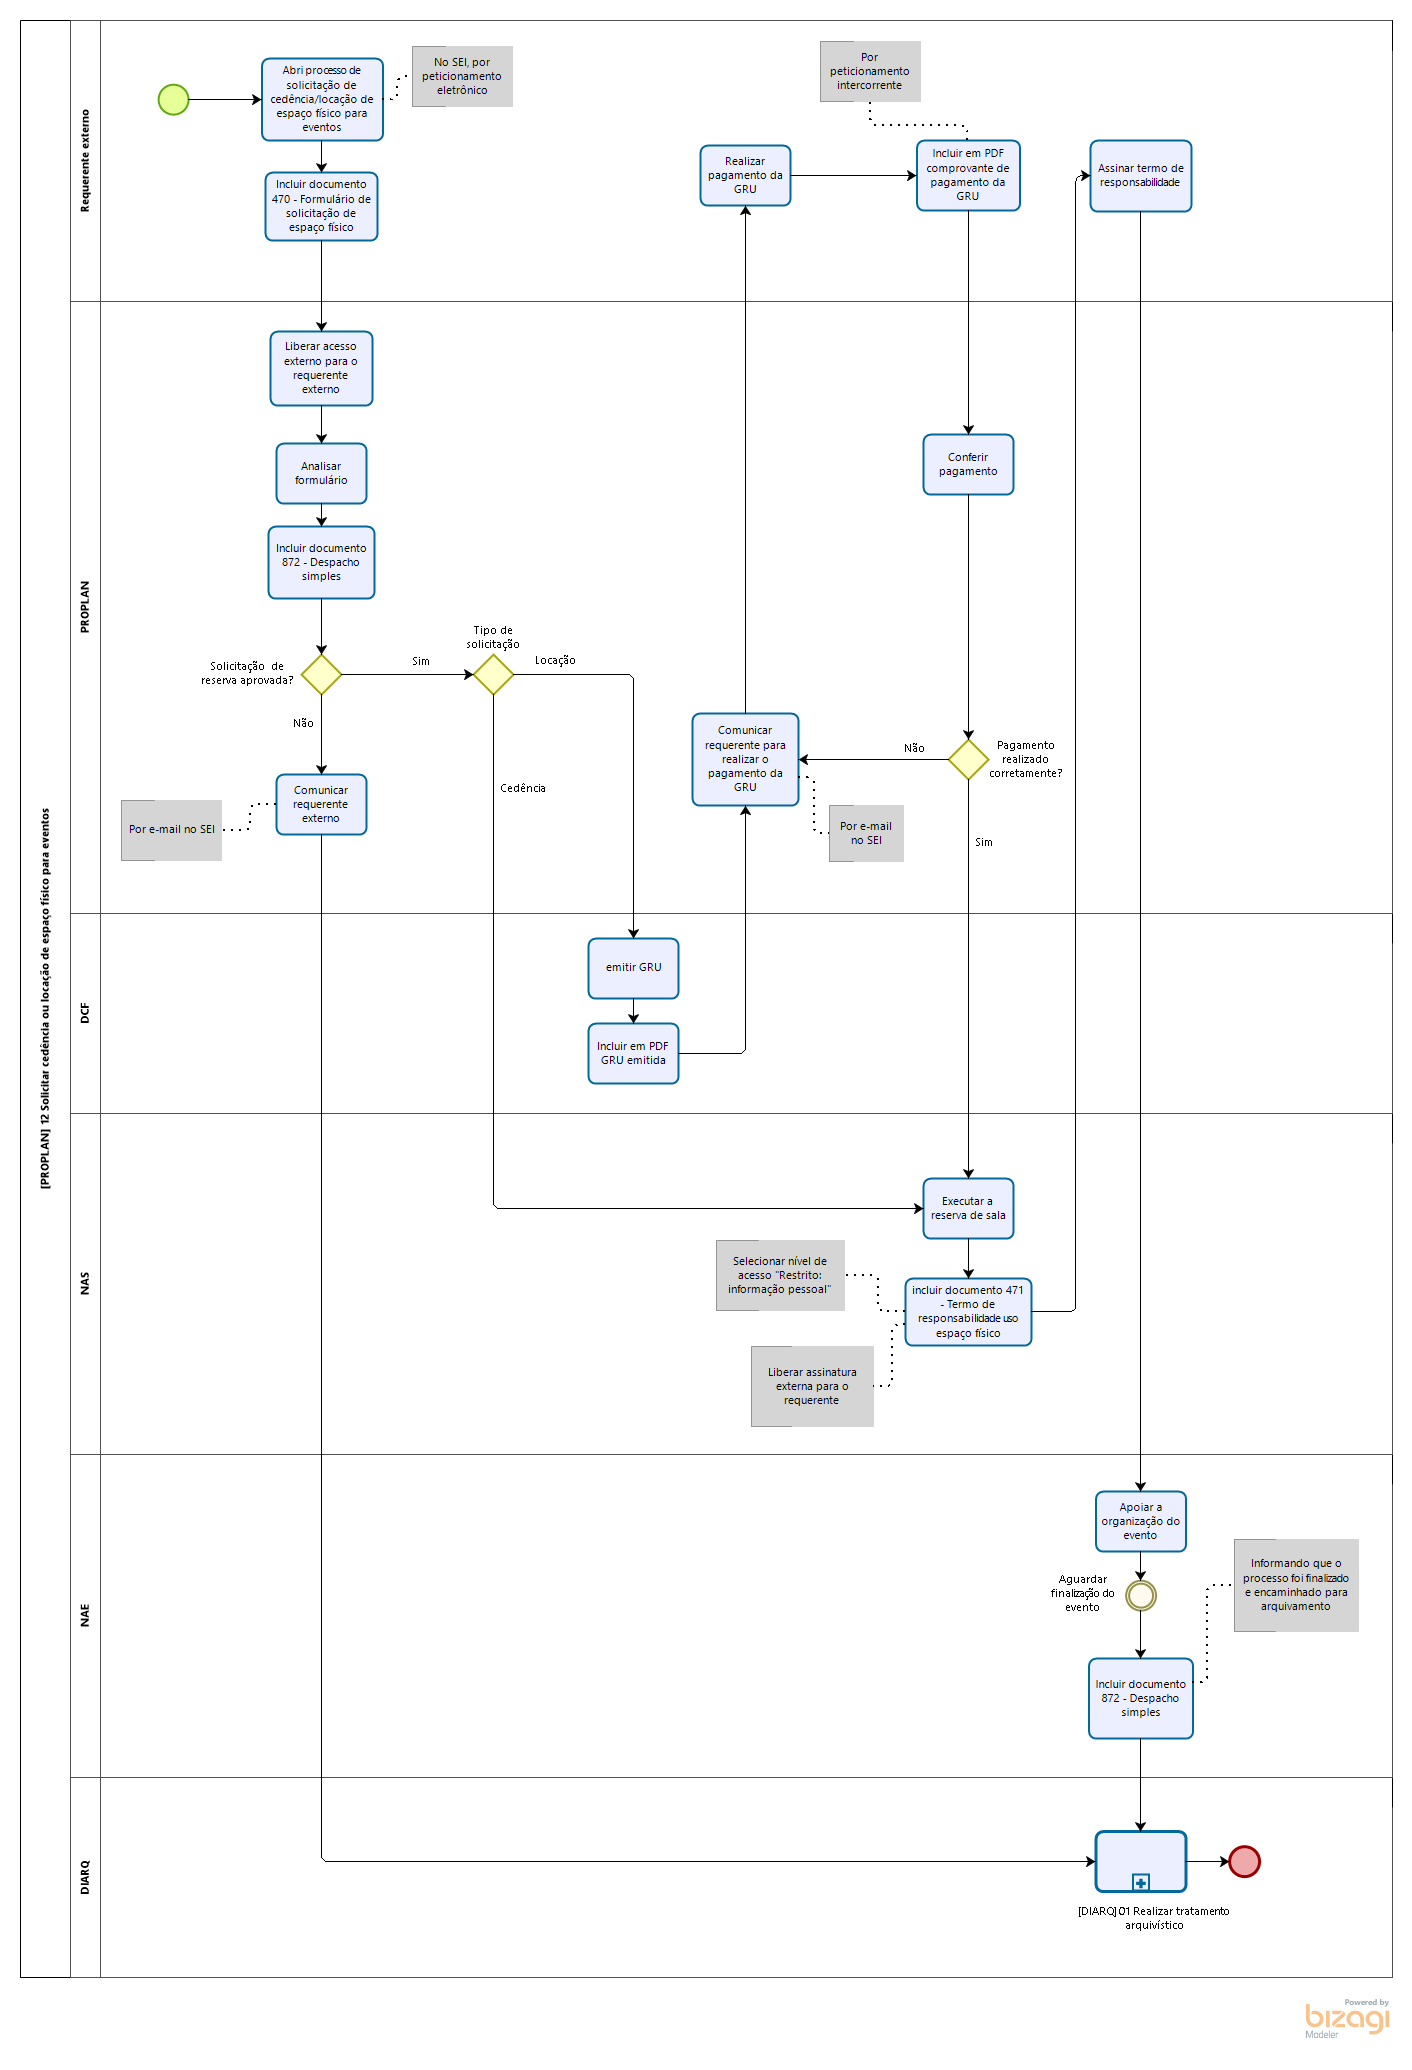 [PROPLAN] 12 Solicitar cedência ou locação de espaço físico para eventos
Requerente externo
Abri processo de
solicitação de
cedência/locação de
espaço físico para
eventos
No SEI, por
peticionamento
eletrônico
Incluir documento
470 - Formulário de
solicitação de
espaço físico
Realizar
pagamento da
GRU
Por
peticionamento
intercorrente
Incluir em PDF
comprovante de
pagamento da
GRU
Assinar termo de
responsabilidade
PROPLAN
Liberar acesso
externo para o
requerente
externo
Analisar
formulário
Incluir documento
872 - Despacho
simples
Solicitação de
reserva aprovada?
Sim
Não
Tipo de
solicitação
Locação
Cedência
Comunicar
requerente
externo
Por e-mail no SEI
Comunicar
requerente para
realizar o
pagamento da
GRU
Por e-mail
no SEI
Conferir
pagamento
Pagamento
realizado
corretamente?
Não
Sim
DCF
emitir GRU
Incluir em PDF
GRU emitida
NAS
Executar a
reserva de sala
Selecionar nível de
acesso "Restrito:
informação pessoal"
incluir documento 471
- Termo de
responsabilidade uso
espaço físico
Liberar assinatura
externa para o
requerente
NAE
Apoiar a
organização do
evento
Aguardar
finalização do
evento
Informando que o
processo foi finalizado
e encaminhado para
arquivamento
Incluir documento
872 - Despacho
simples
DIARQ
[DIARQ] 01 Realizar tratamento
arquivístico
Powered by
bizagi
Modeler